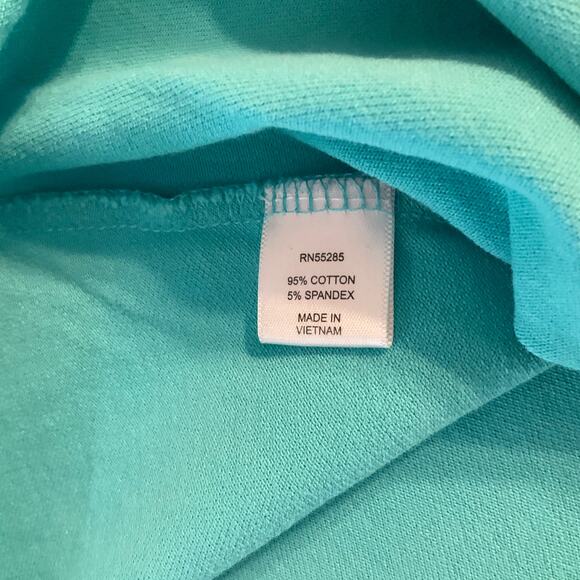 RN55285
95% COTTON
5% SPANDEX
MADE IN
VIETNAM